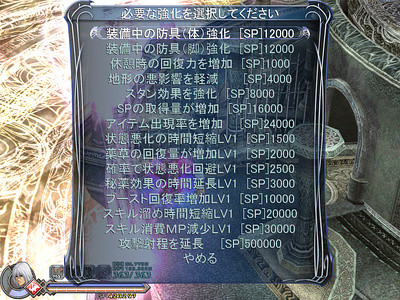 必要な強化を選択してください
装備中の防具(体)強化 [SP]12000
装備中の防具(脚)強化 [SP]12000
休憩時の回復力を増加 [SP]1000
地形の悪影響を軽減 [SP]4000
スタン効果を強化 [SP]8000
SPの取得量が増加 [SP]16000
アイテム出現率を増加 [SP]24000
状態悪化の時間短縮LV1 [SP]1500
薬草の回復量が増加LV1 [SP]2000
確率で状態悪化回避LV1 [SP]2500
秘薬効果の時間延長LV1 [SP]3000
ブースト回復率増加LV1 [SP]10000
スキル溜め時間短縮LV1 [SP]20000
スキル消費MP減少LV1 [SP]30000
攻撃射程を延長 [SP]500000
やめる